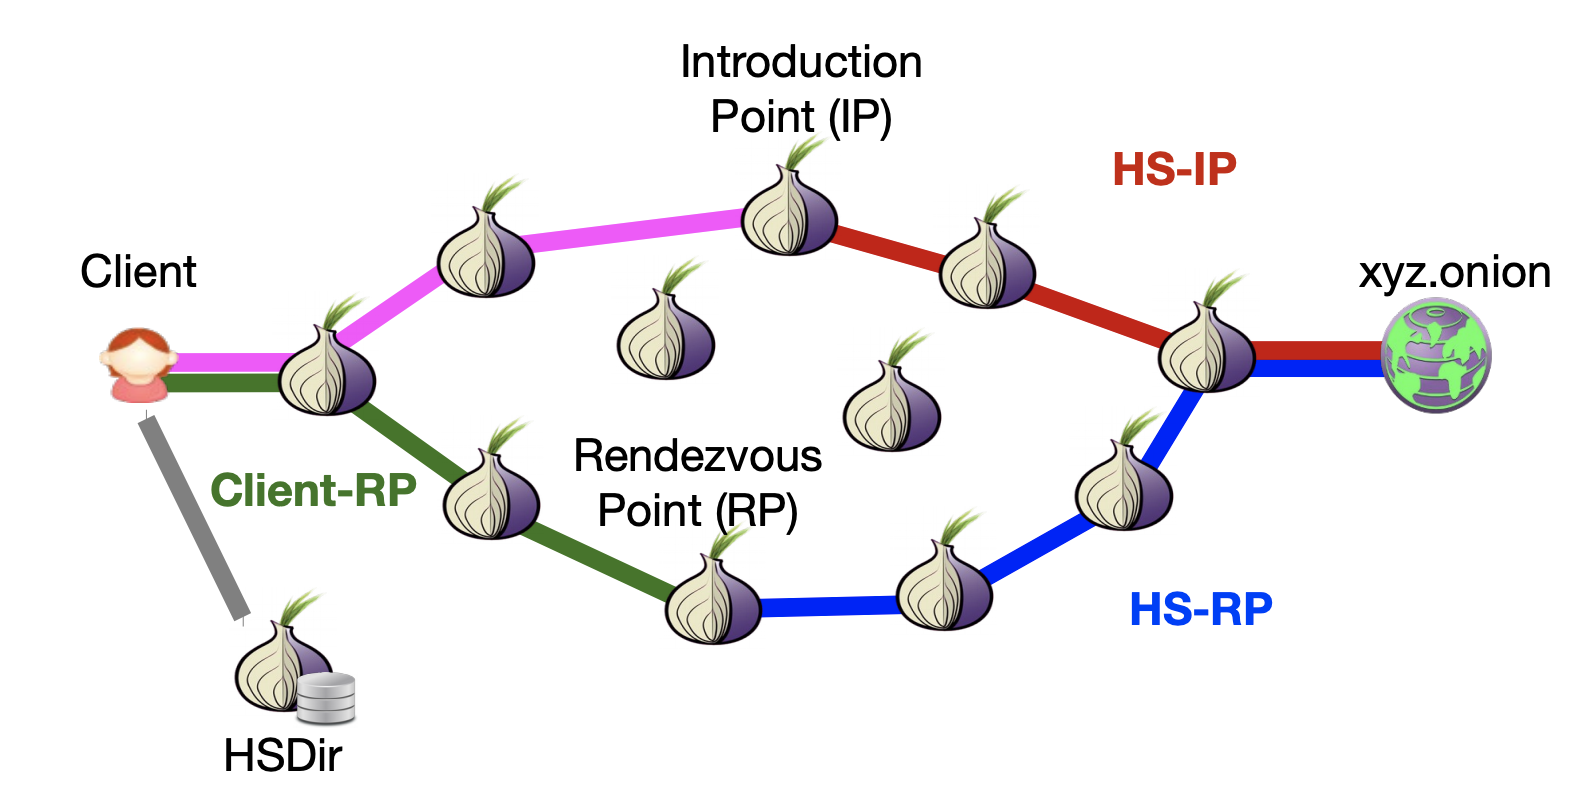 Introduction
Point (IP)
HS-IP
Client
xyz.onion
Rendezvous
Point (RP)
Client-RP
HS-RP
HSDir